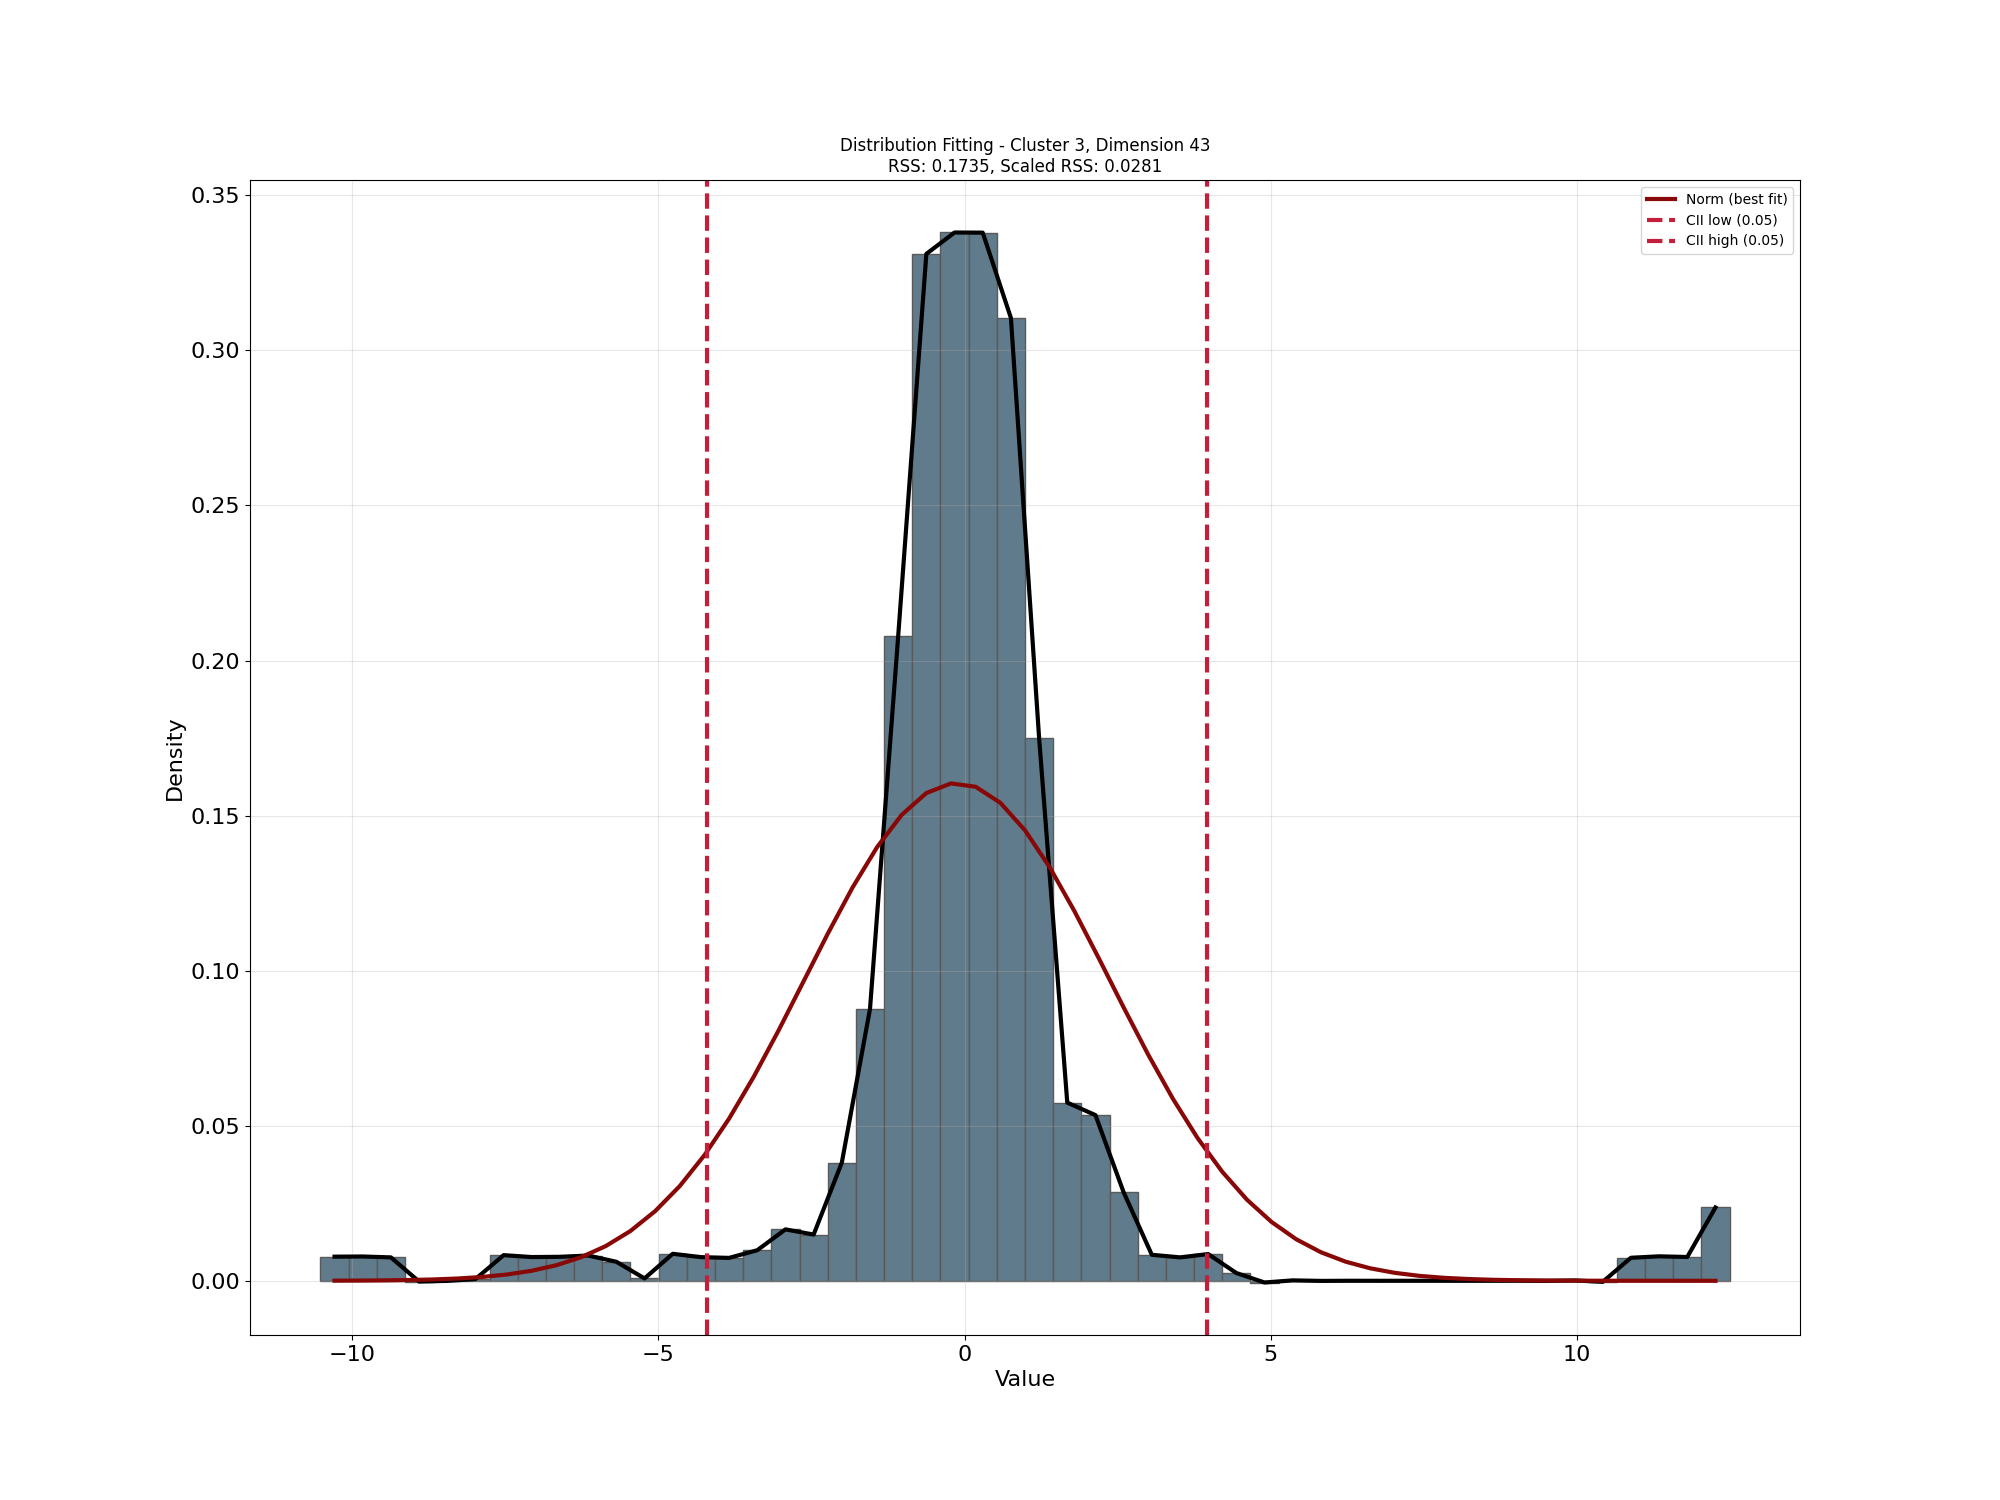 Distribution Fitting - Cluster 3, Dimension 43
RSS: 0.1735, Scaled RSS: 0.0281
Norm (best fit)
CII low (0.05)
CII high (0.05)
0.35
0.30
0.25
0.20
0.15
0.10
0.05
0.00
Density
−10
−5
0
5
10
Value